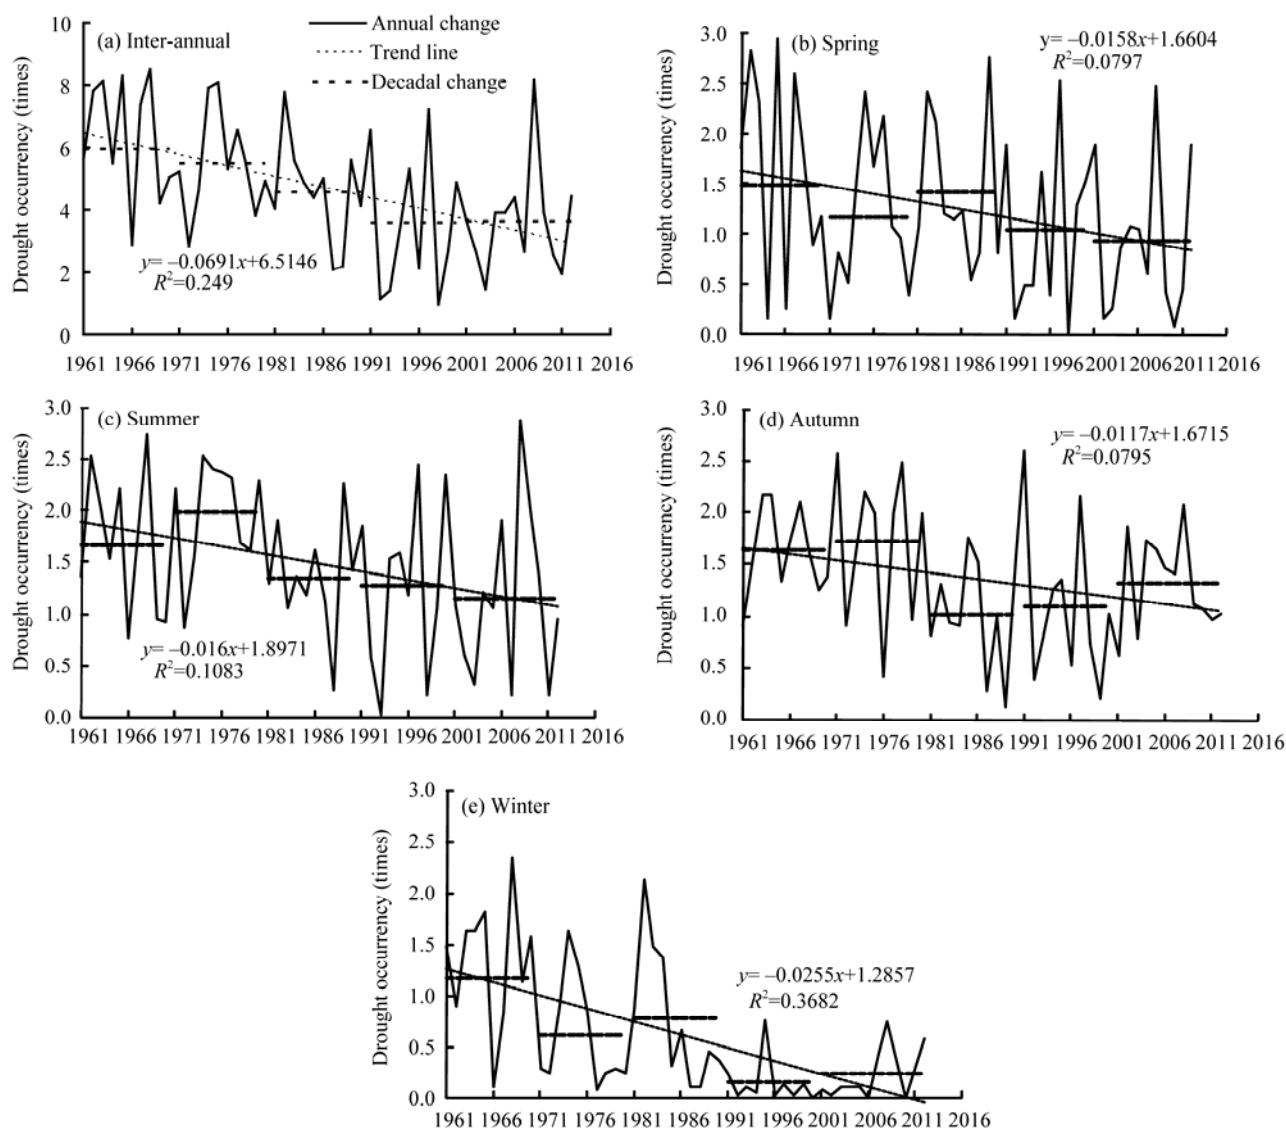 (a) Inter-annual
Annual change
Trend line
Decadal change
Drought occurrency (times)
10
8
6
4
2
0
y= –0.0691x+6.5146
R²=0.249
1961 1966 1971 1976 1981 1986 1991 1996 2001 2006 2011 2016
(b) Spring
y= –0.0158x+1.6604
R²=0.0797
Drought occurrency (times)
3.0
2.5
2.0
1.5
1.0
0.5
0.0
1961 1966 1971 1976 1981 1986 1991 1996 2001 2006 2011 2016
(c) Summer
Drought occurrency (times)
3.0
2.5
2.0
1.5
1.0
0.5
0.0
y= –0.016x+1.8971
R²=0.1083
1961 1966 1971 1976 1981 1986 1991 1996 2001 2006 2011 2016
(d) Autumn
y= –0.0117x+1.6715
R²=0.0795
Drought occurrency (times)
3.0
2.5
2.0
1.5
1.0
0.5
0.0
1961 1966 1971 1976 1981 1986 1991 1996 2001 2006 2011 2016
(e) Winter
Drought occurrency (times)
3.0
2.5
2.0
1.5
1.0
0.5
0.0
y= –0.0255x+1.2857
R²=0.3682
1961 1966 1971 1976 1981 1986 1991 1996 2001 2006 2011 2016